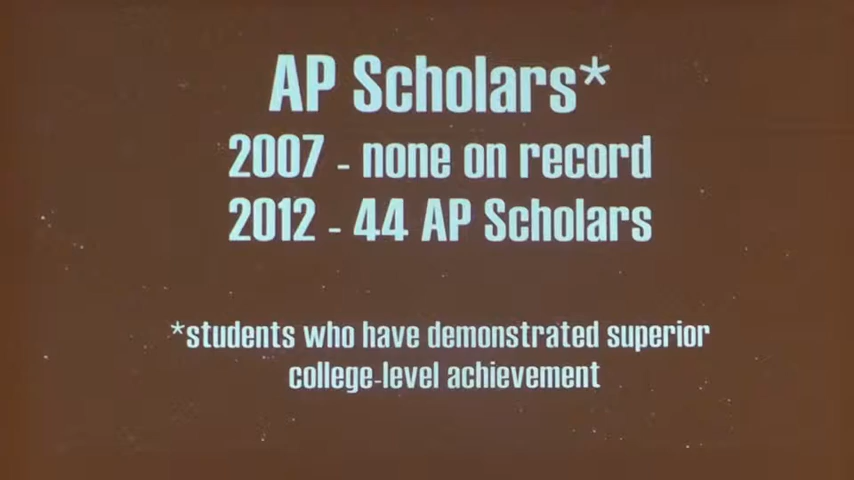 AP Scholars*
2007 - none on record
2012 - 44 AP Scholars
*students who have demonstrated superior
college-level achievement